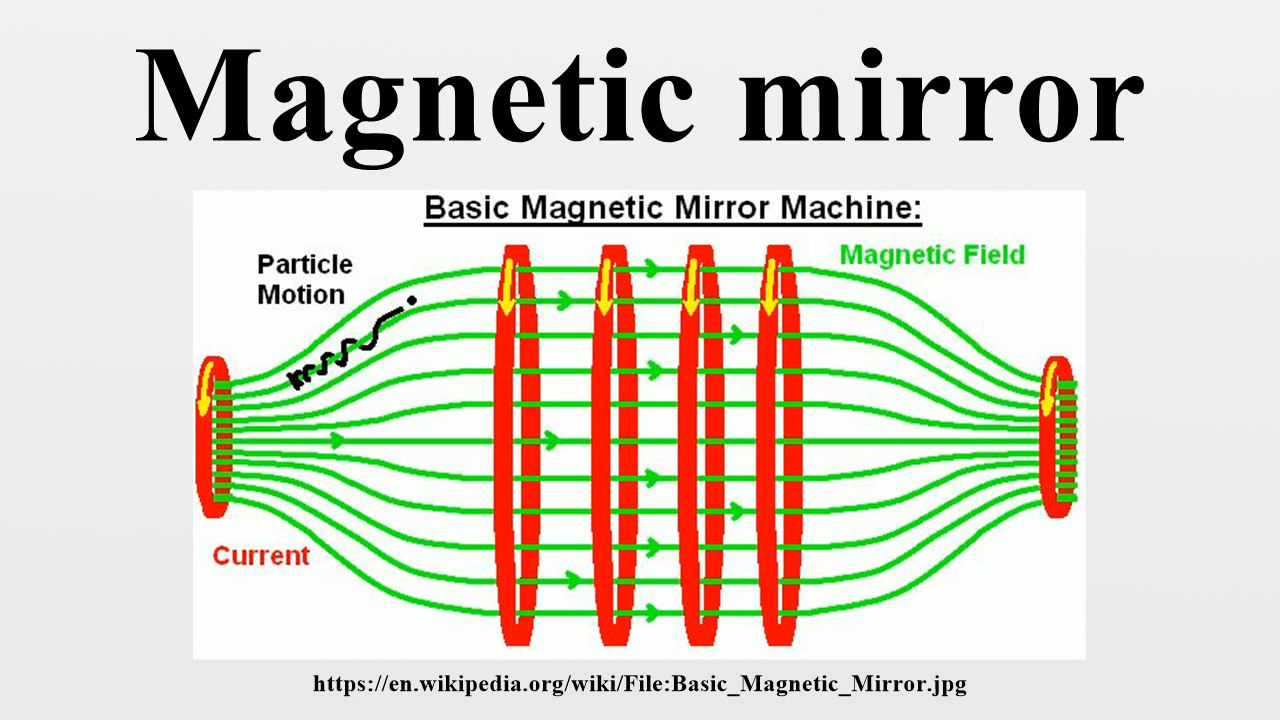 Magnetic mirror
Basic Magnetic Mirror Machine:
Particle
Motion
Magnetic Field
Current
https://en.wikipedia.org/wiki/File:Basic_Magnetic_Mirror.jpg